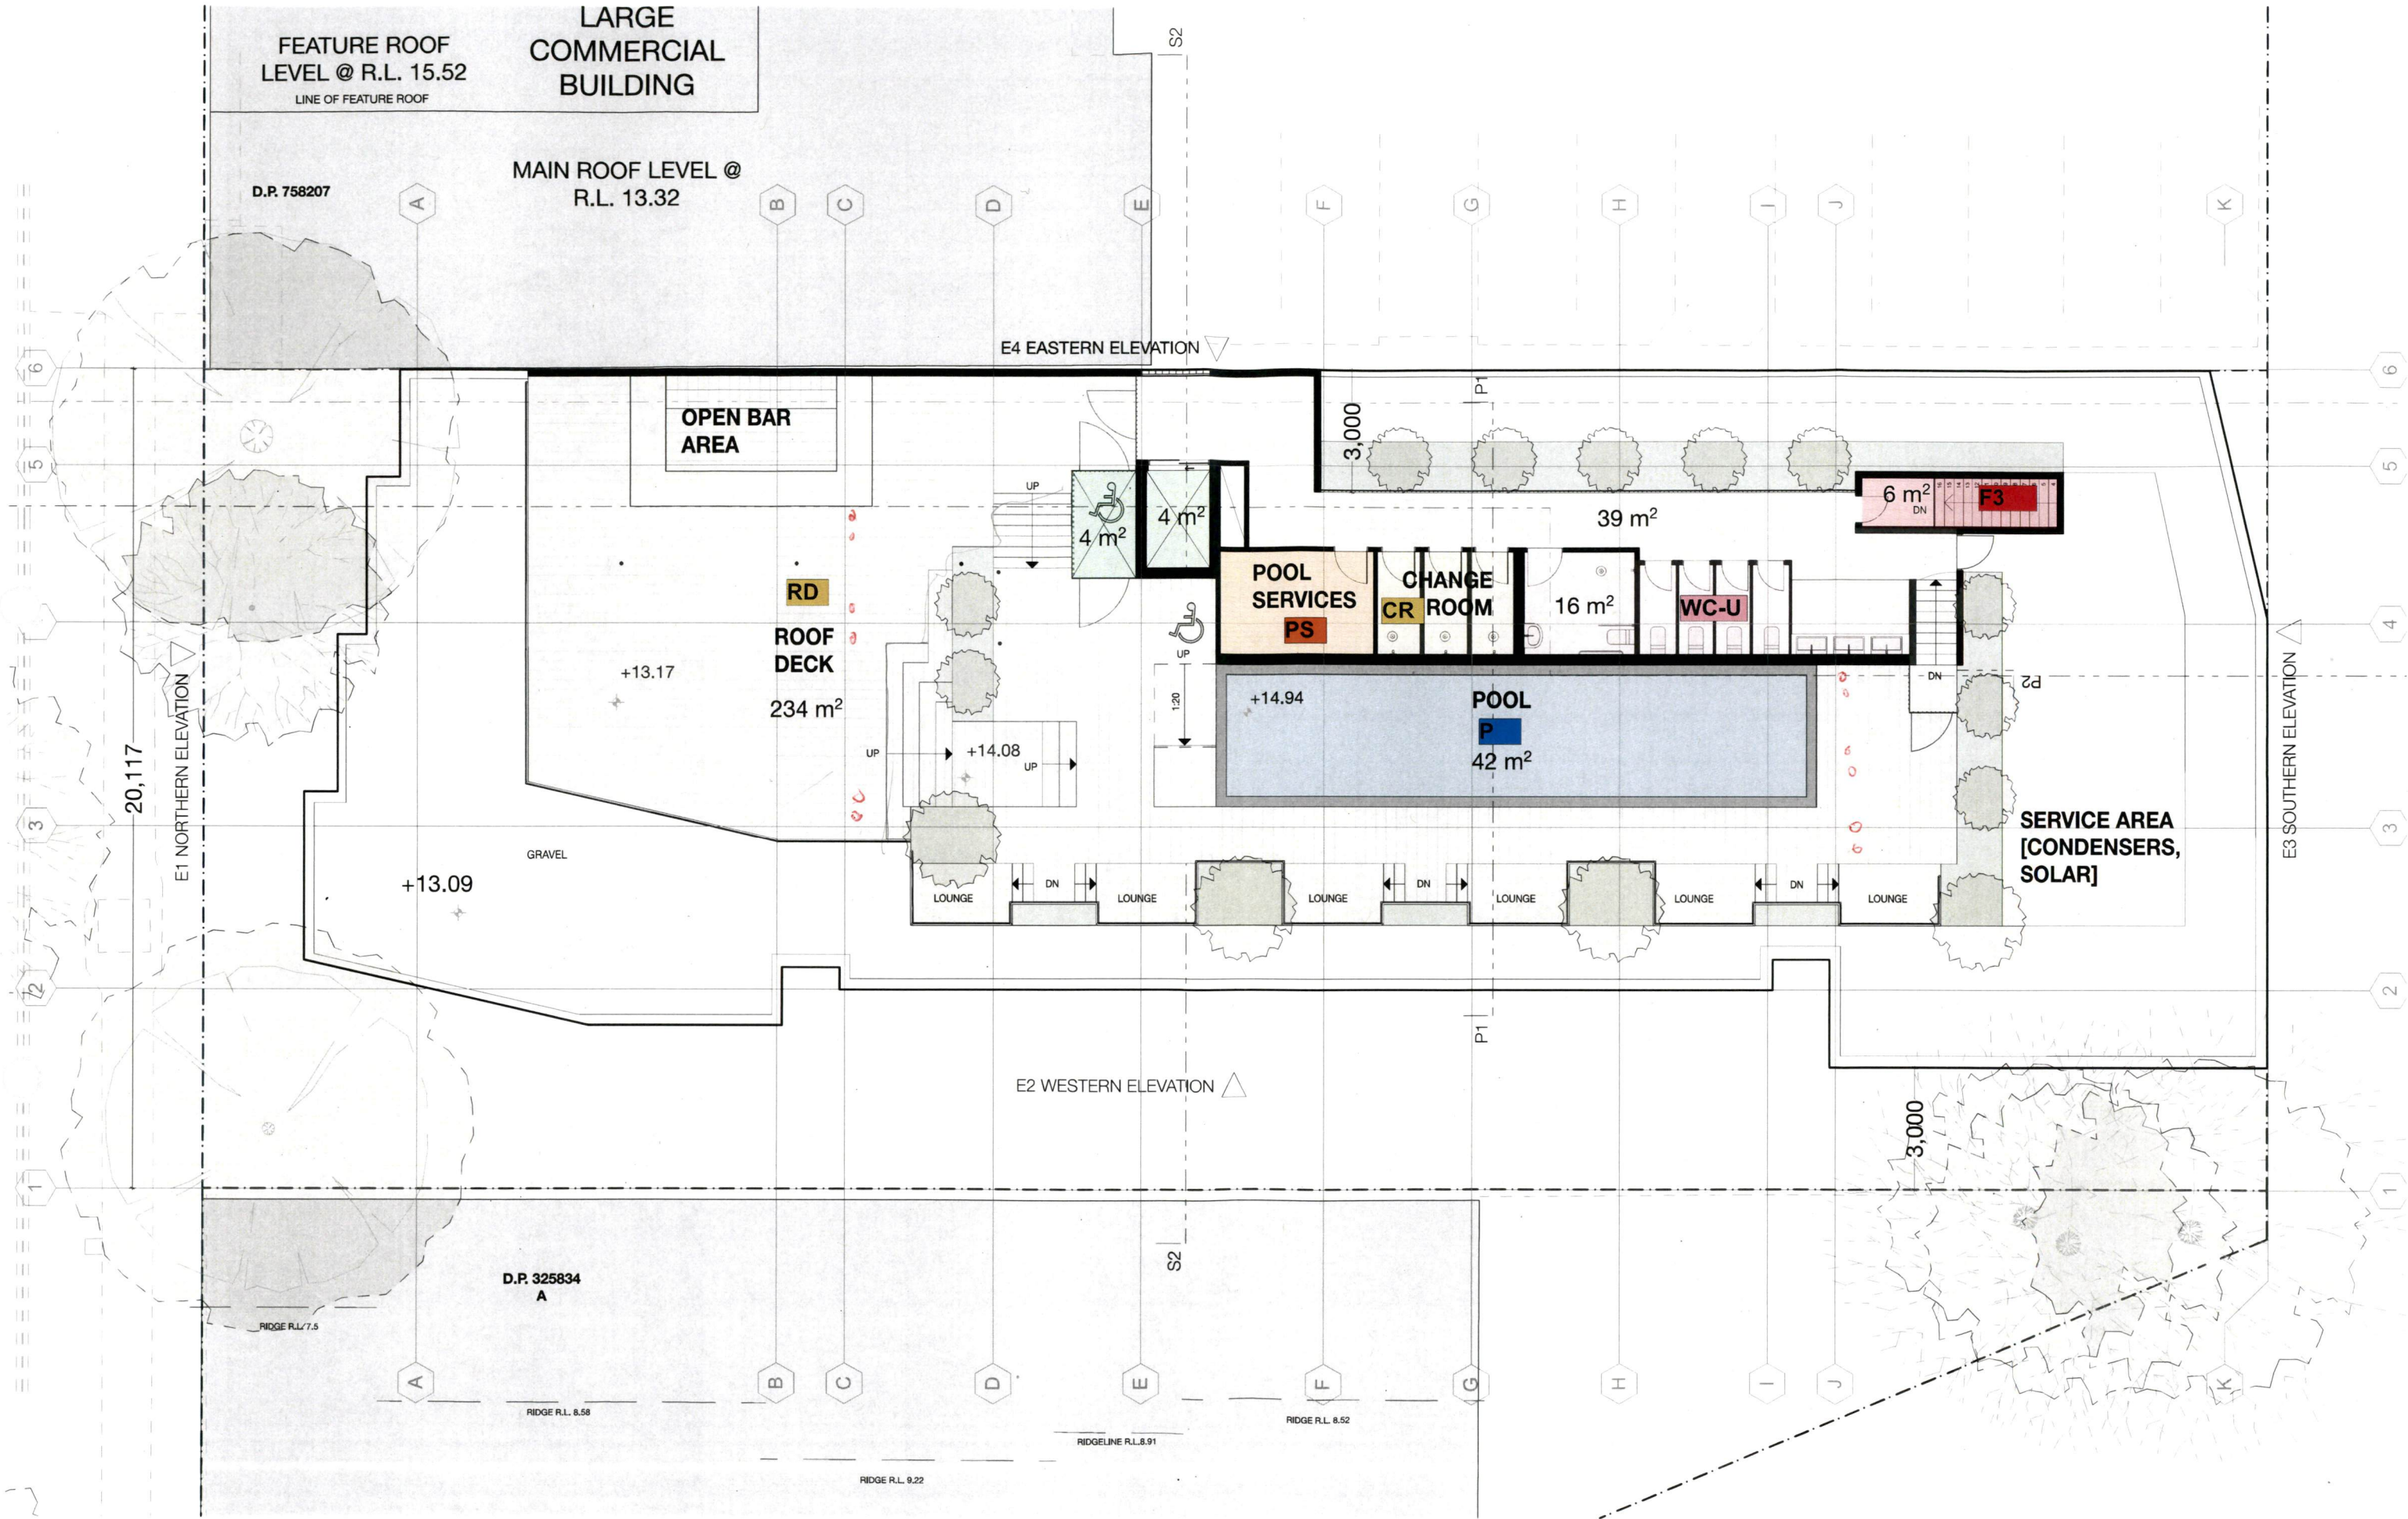 FEATURE ROOF
LEVEL @ R.L. 15.52
LINE OF FEATURE ROOF
LARGE
COMMERCIAL
BUILDING
S2
MAIN ROOF LEVEL @
R.L. 13.32
D.P. 758207
A
B
C
D
E
F
G
H
I
J
K
E4 EASTERN ELEVATION
6
6
P1
3,000
OPEN BAR
AREA
5
5
UP
4 m²
4 m²
39 m²
6 m²
DN
F3
RD
ROOF
DECK
234 m²
POOL
SERVICES
PS
CHANGE
ROOM
CR
16 m²
WC-U
4
UP
+13.17
1:20
+14.94
POOL
P
42 m²
DN
P2
E1 NORTHERN ELEVATION
E3 SOUTHERN ELEVATION
20,117
UP
+14.08
UP
3
3
SERVICE AREA
[CONDENSERS,
SOLAR]
GRAVEL
+13.09
LOUNGE
DN
LOUNGE
LOUNGE
DN
LOUNGE
LOUNGE
DN
LOUNGE
2
2
P1
E2 WESTERN ELEVATION
3,000
1
1
S2
D.P. 325834
A
RIDGE R.L. 7.5
A
B
C
D
E
F
G
H
I
J
K
RIDGE R.L. 8.58
RIDGE R.L. 8.52
RIDGELINE R.L.8.91
RIDGE R.L. 9.22